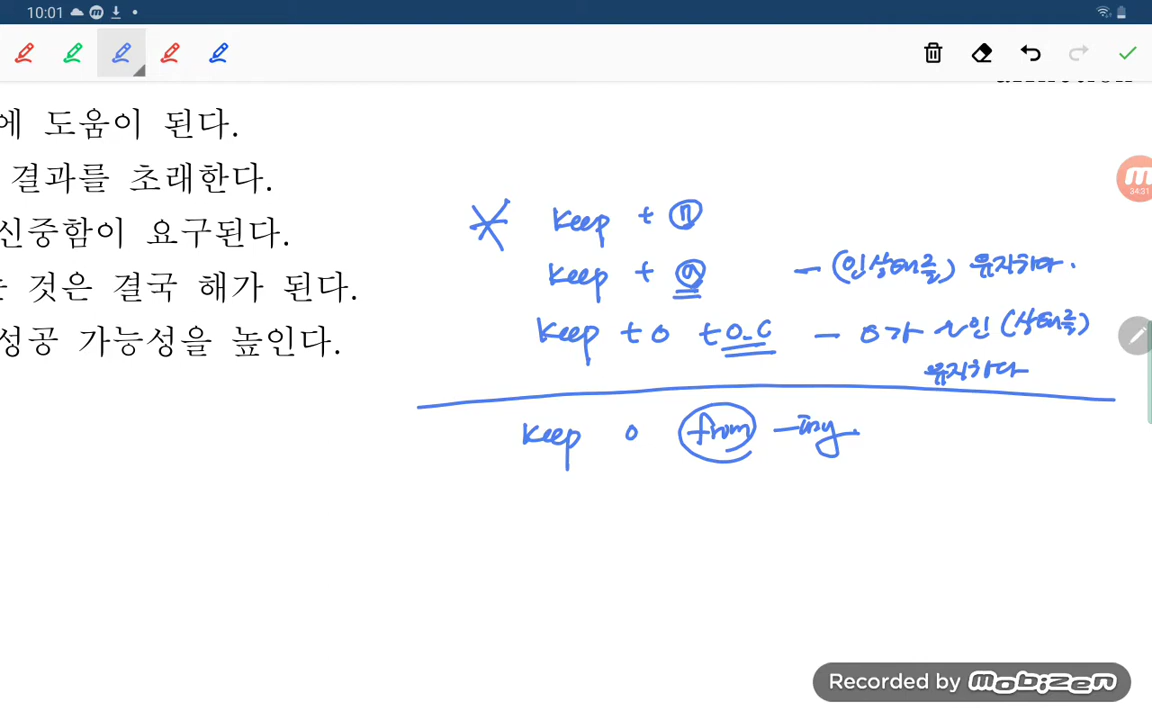 10:01
에 도움이 된다.
결과를 초래한다.
신중함이 요구된다.
것은 결국 해가 된다.
성공 가능성을 높인다.
keep + ⓝ
keep + ⓐ – (인상태를) 유지하다.
keep + O + O.C – O가 ~인 (상태를)
유지하다
keep O from -ing
34:31
Recorded by mobizen